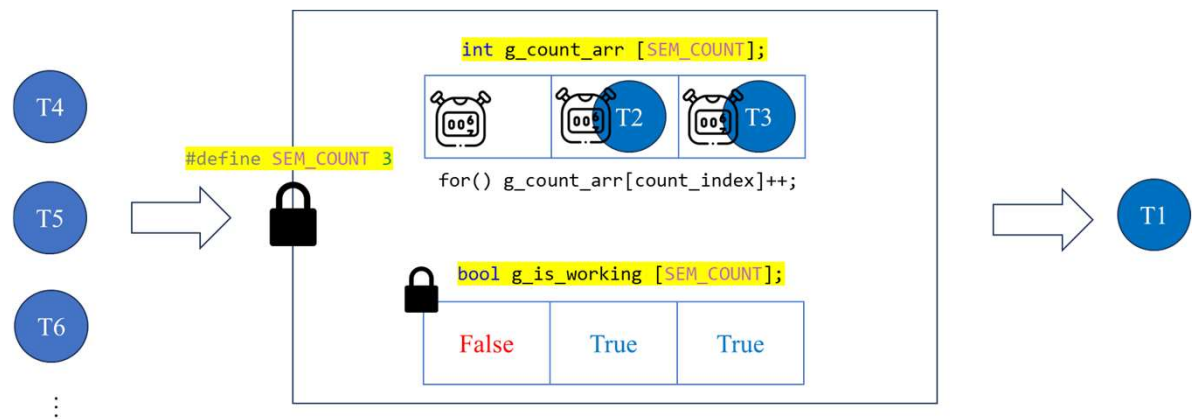 int g_count_arr [SEM_COUNT];
T4
T2
T3
#define SEM_COUNT 3
for() g_count_arr[count_index]++;
T5
T1
bool g_is_working [SEM_COUNT];
T6
False
True
True
⋮